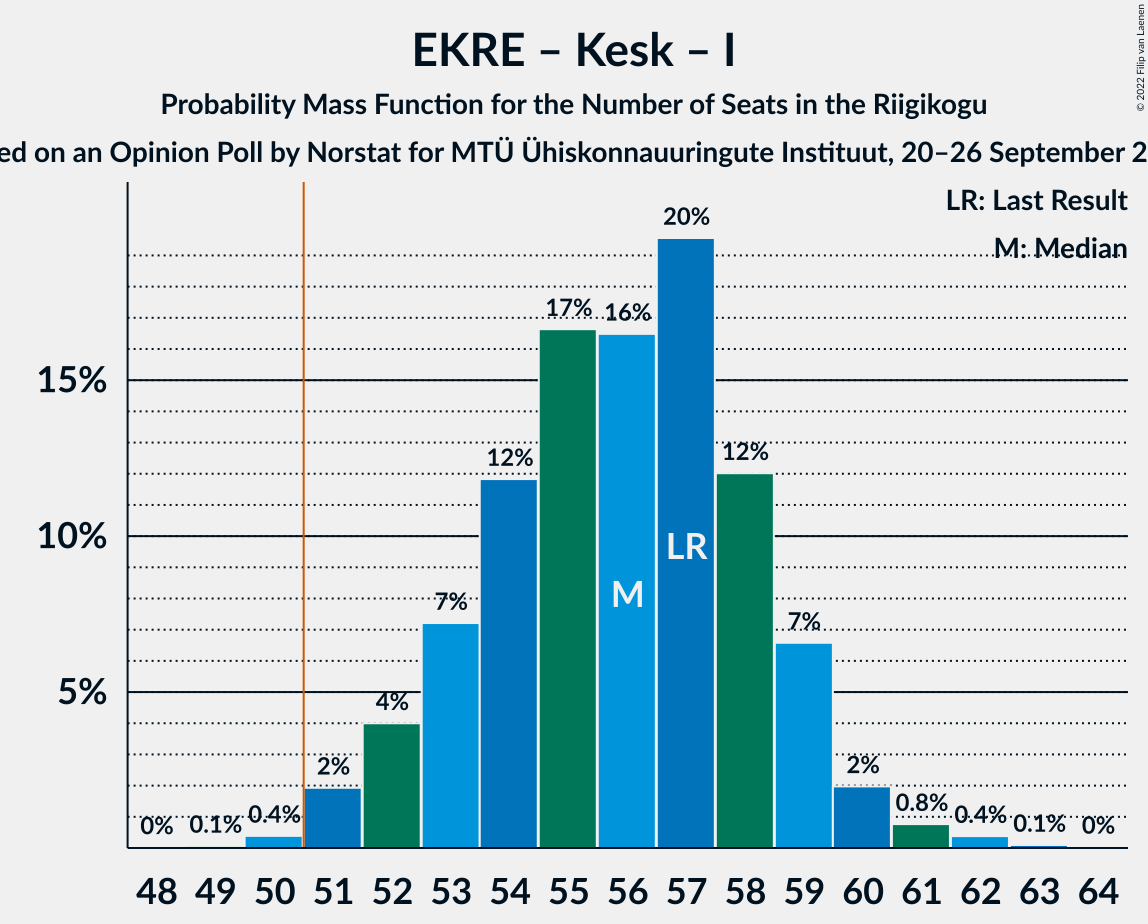 EKRE – Kesk – I
Probability Mass Function for the Number of Seats in the Riigikogu
ed on an Opinion Poll by Norstat for MTÜ Ühiskonnauuringute Instituut, 20–26 September 2
© 2022 Filip van Laenen
LR: Last Result
M: Median
20%
17%
16%
15%
12%
12%
10%
LR
M
7%
7%
5%
4%
2%
2%
0%
0.1%
0.4%
0.8%
0.4%
0.1%
0%
48 49 50 51 52 53 54 55 56 57 58 59 60 61 62 63 64